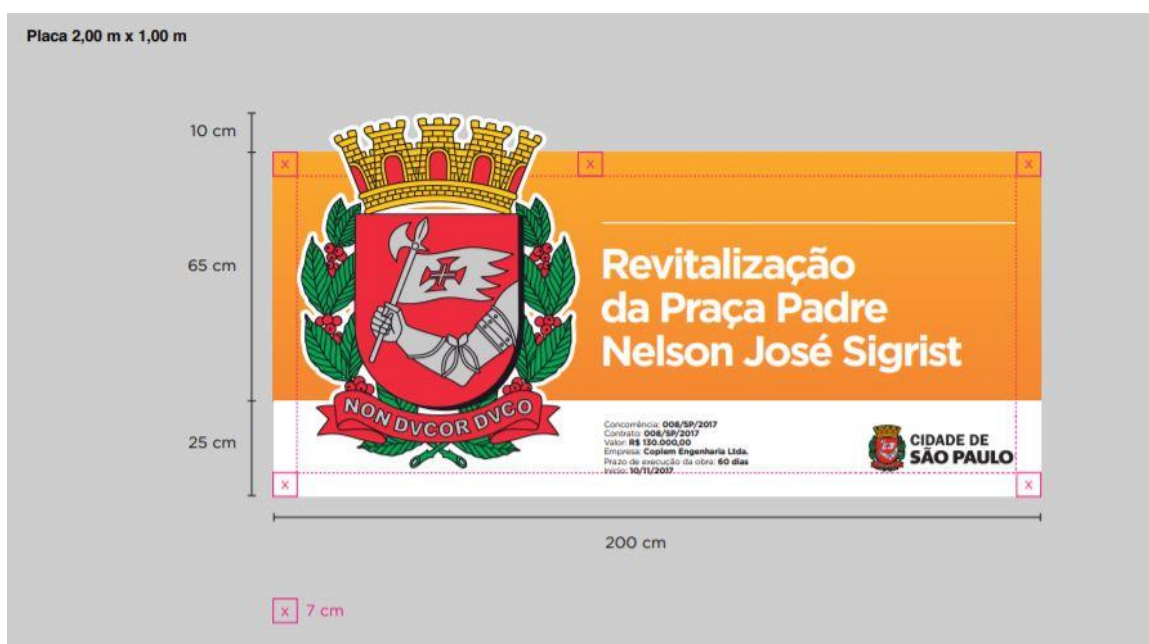 Placa 2,00 m x 1,00 m
10 cm
x
x
x
65 cm
Revitalização
da Praça Padre
Nelson José Sigrist
NON DVCOR DVCO
25 cm
Concorrência: 008/SP/2017
Contrato: 008/SP/2017
Valor: R$ 130.000,00
Empresa: Coplem Engenharia Ltda.
Prazo de execução da obra: 60 dias
Início: 10/11/2017
CIDADE DE
SÃO PAULO
x
x
200 cm
x 7 cm